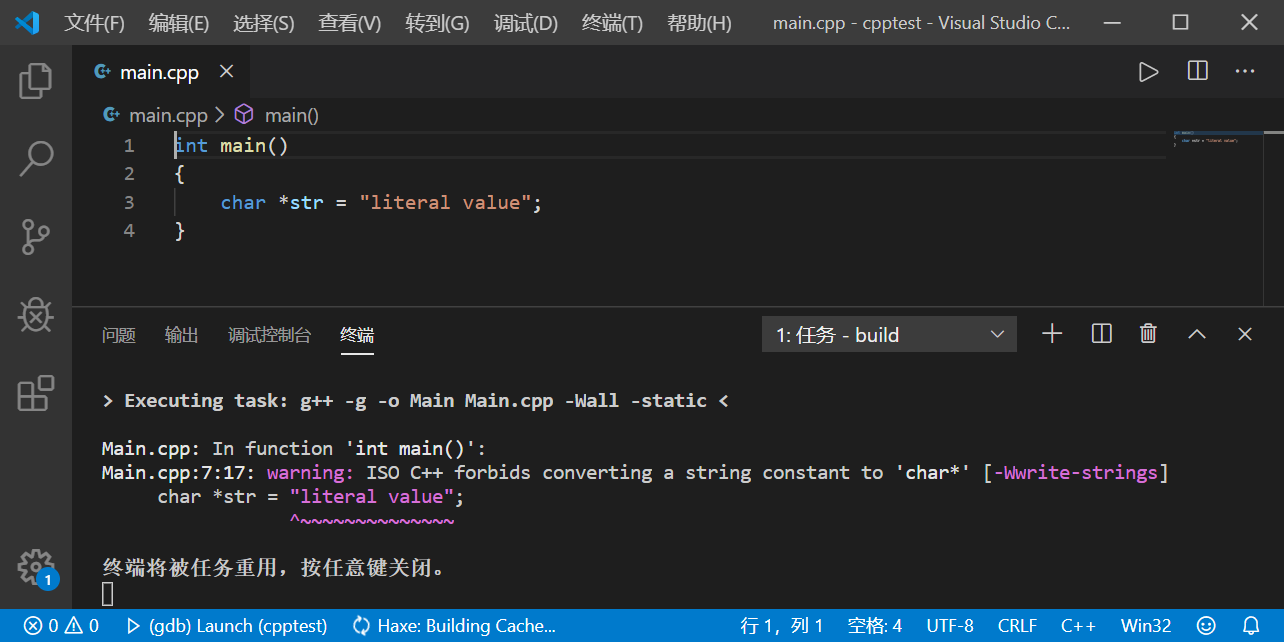 文件(F) 编辑(E) 选择(S) 查看(V) 转到(G) 调试(D) 终端(T) 帮助(H) main.cpp - cpptest - Visual Studio C...
main.cpp
main.cpp > main()
1 int main()
2 {
3 char *str = "literal value";
4 }
问题 输出 调试控制台 终端 1: 任务 - build
> Executing task: g++ -g -o Main Main.cpp -Wall -static <
Main.cpp: In function 'int main()':
Main.cpp:7:17: warning: ISO C++ forbids converting a string constant to 'char*' [-Wwrite-strings]
char *str = "literal value";
^~~~~~~~~~~~~~~
终端将被任务重用，按任意键关闭。
1
0 0 (gdb) Launch (cpptest) Haxe: Building Cache... 行 1，列 1 空格: 4 UTF-8 CRLF C++ Win32